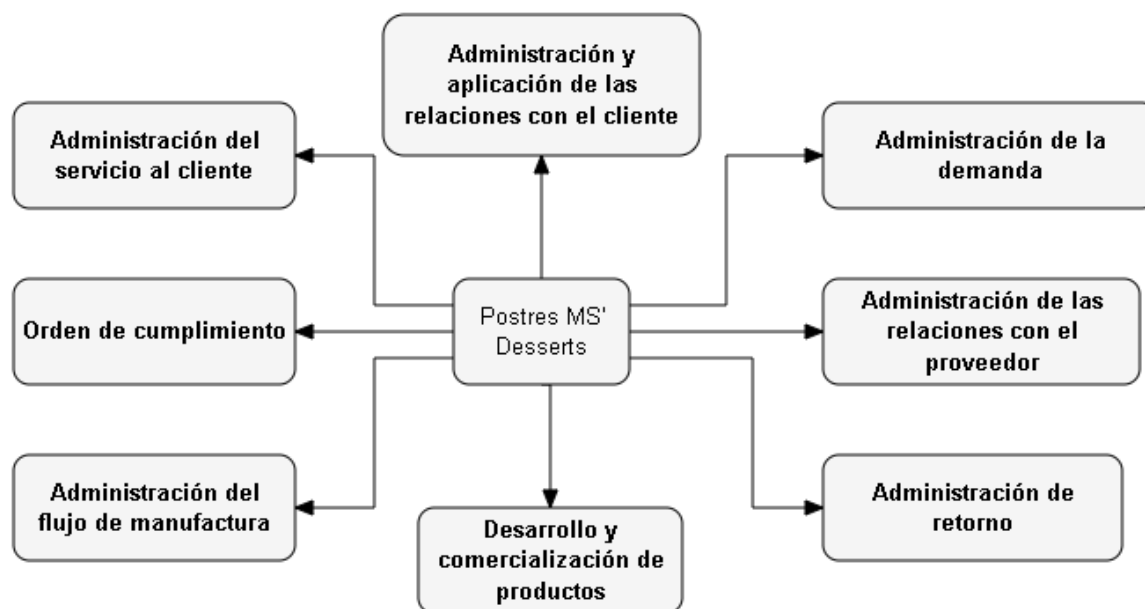 Administración y
aplicación de las
relaciones con el cliente
Administración del
servicio al cliente
Administración de la
demanda
Orden de cumplimiento
Postres MS'
Desserts
Administración de las
relaciones con el
proveedor
Administración del
flujo de manufactura
Desarrollo y
comercialización de
productos
Administración de
retorno